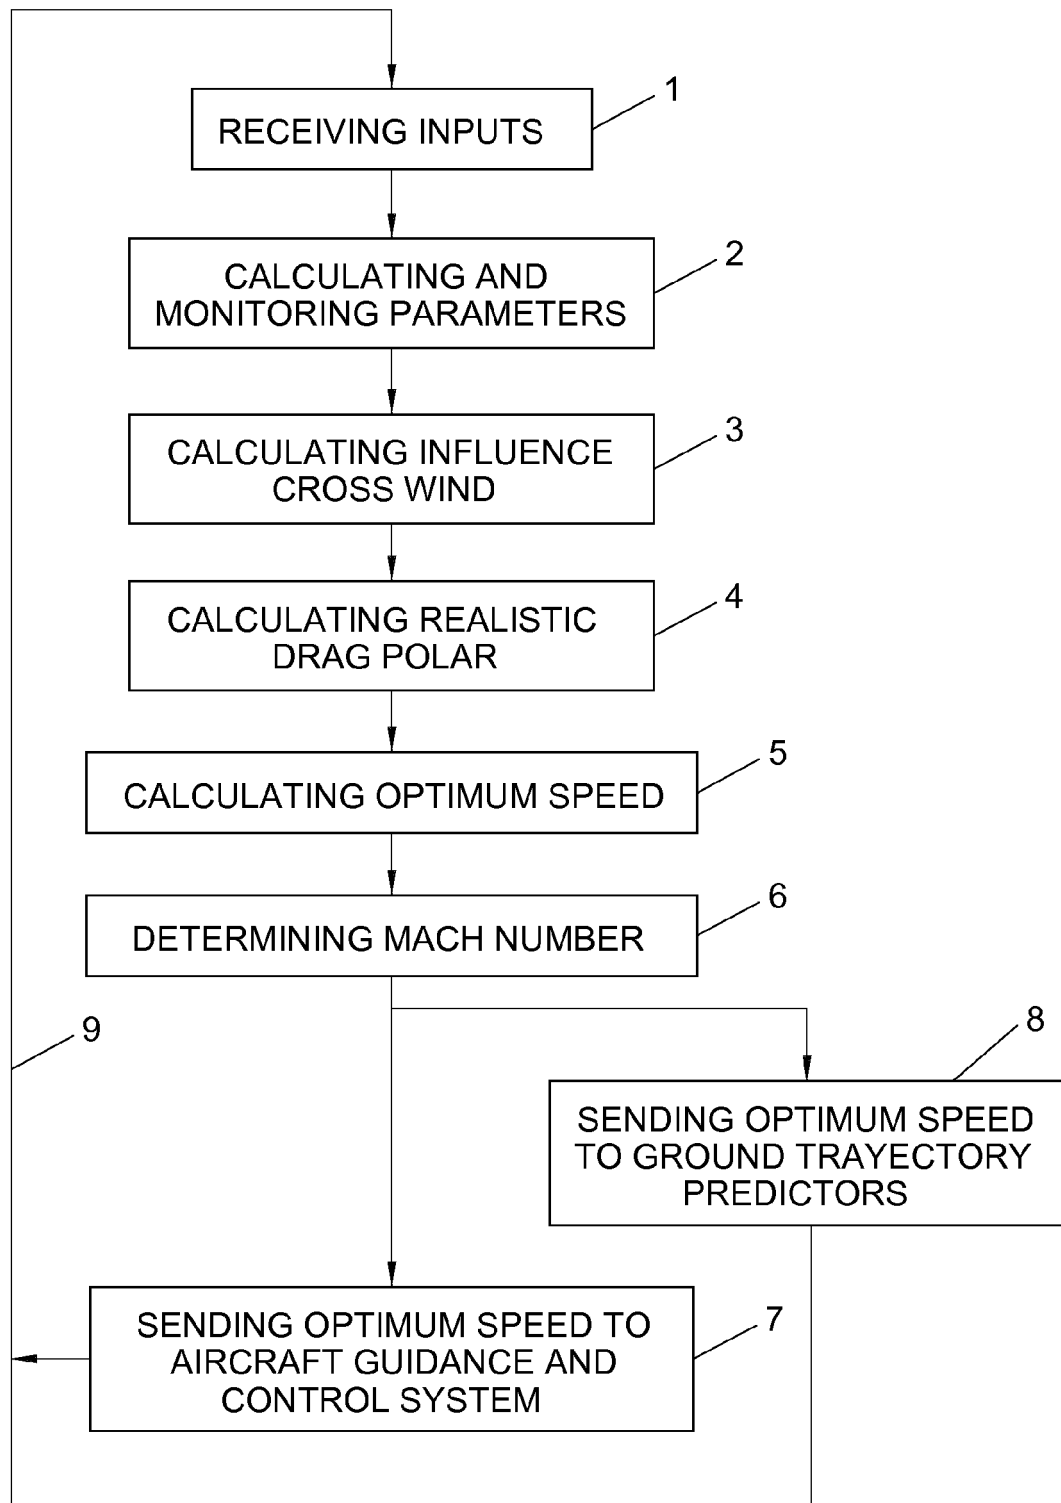 1
RECEIVING INPUTS
2
CALCULATING AND
MONITORING PARAMETERS
3
CALCULATING INFLUENCE
CROSS WIND
4
CALCULATING REALISTIC
DRAG POLAR
5
CALCULATING OPTIMUM SPEED
6
DETERMINING MACH NUMBER
9
8
SENDING OPTIMUM SPEED
TO GROUND TRAYECTORY
PREDICTORS
7
SENDING OPTIMUM SPEED TO
AIRCRAFT GUIDANCE AND
CONTROL SYSTEM